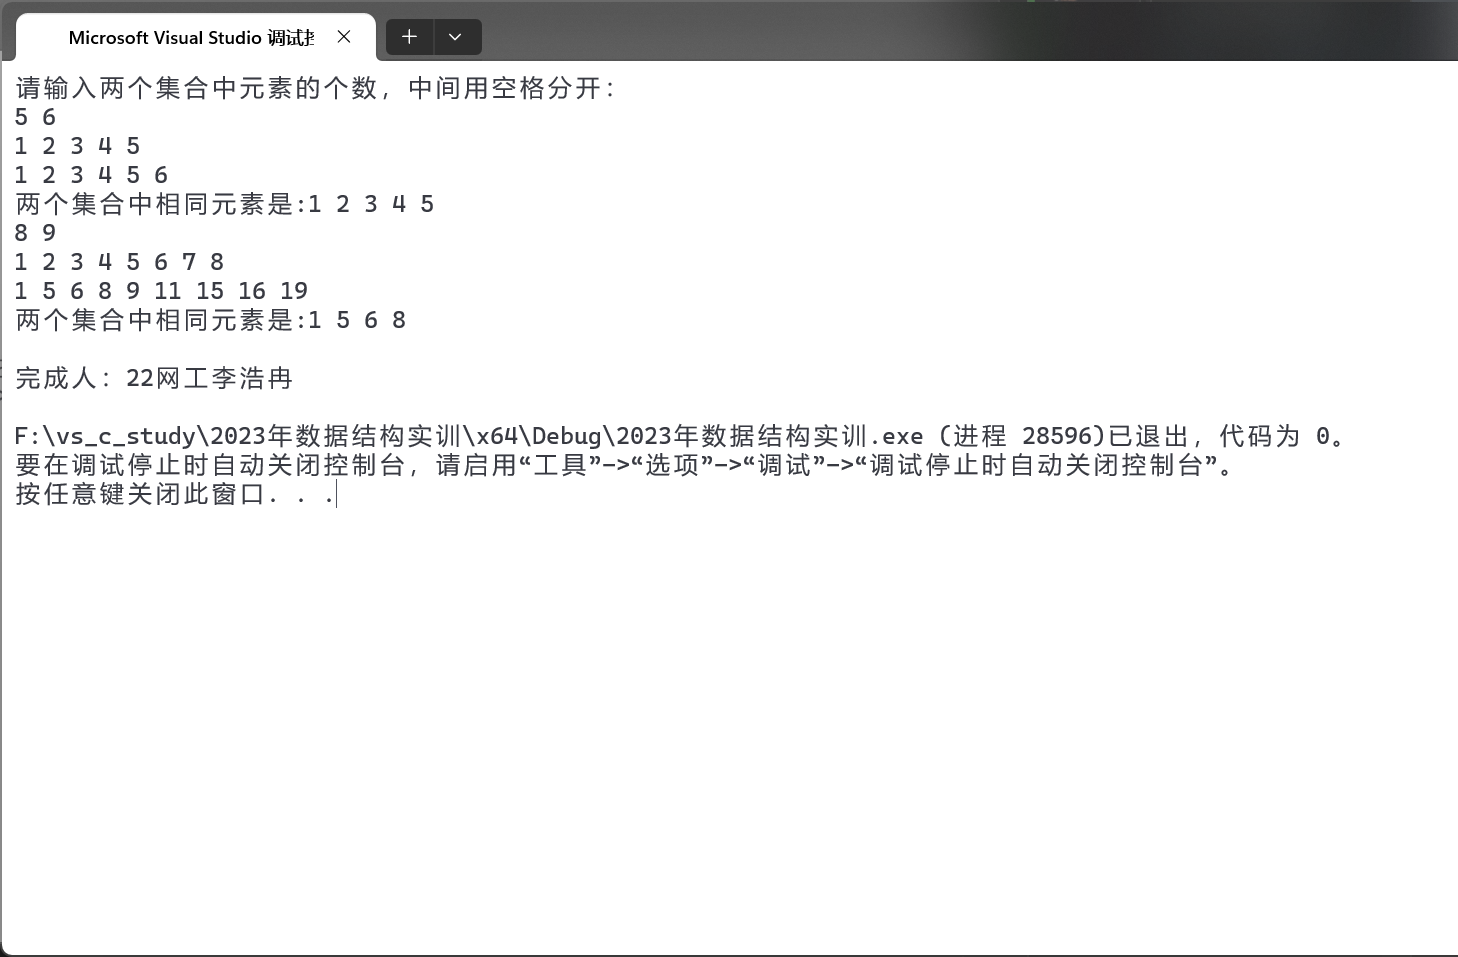 Microsoft Visual Studio 调试
请输入两个集合中元素的个数，中间用空格分开：
5 6
1 2 3 4 5
1 2 3 4 5 6
两个集合中相同元素是:1 2 3 4 5
8 9
1 2 3 4 5 6 7 8
1 5 6 8 9 11 15 16 19
两个集合中相同元素是:1 5 6 8
完成人：22网工李浩冉
F:\vs_c_study\2023年数据结构实训\x64\Debug\2023年数据结构实训.exe (进程 28596)已退出，代码为 0。
要在调试停止时自动关闭控制台，请启用“工具”->“选项”->“调试”->“调试停止时自动关闭控制台”。
按任意键关闭此窗口. . .